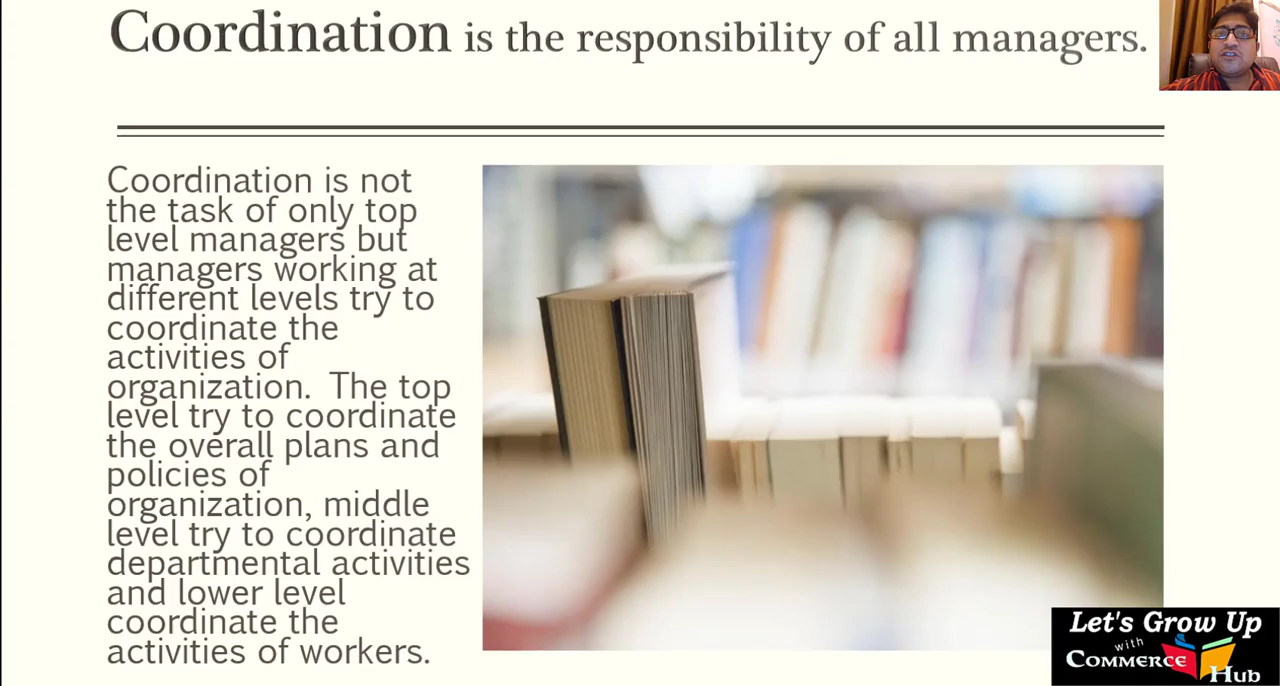 Coordination is the responsibility of all managers.
Coordination is not
the task of only top
level managers but
managers working at
different levels try to
coordinate the
activities of
organization.  The top
level try to coordinate
the overall plans and
policies of
organization, middle
level try to coordinate
departmental activities
and lower level
coordinate the
activities of workers.
Let's Grow Up
with
Commerce
Hub